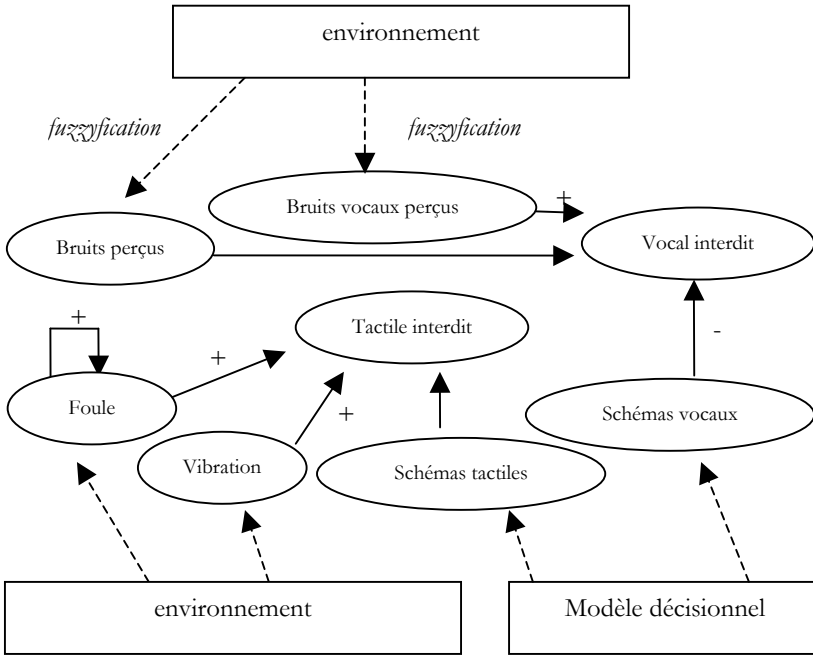 environnement
fuzzyfication
fuzzyfication
Bruits vocaux perçus
+
Bruits perçus
Vocal interdit
+
Tactile interdit
-
+
Foule
+
Schémas vocaux
Vibration
Schémas tactiles
environnement
Modèle décisionnel